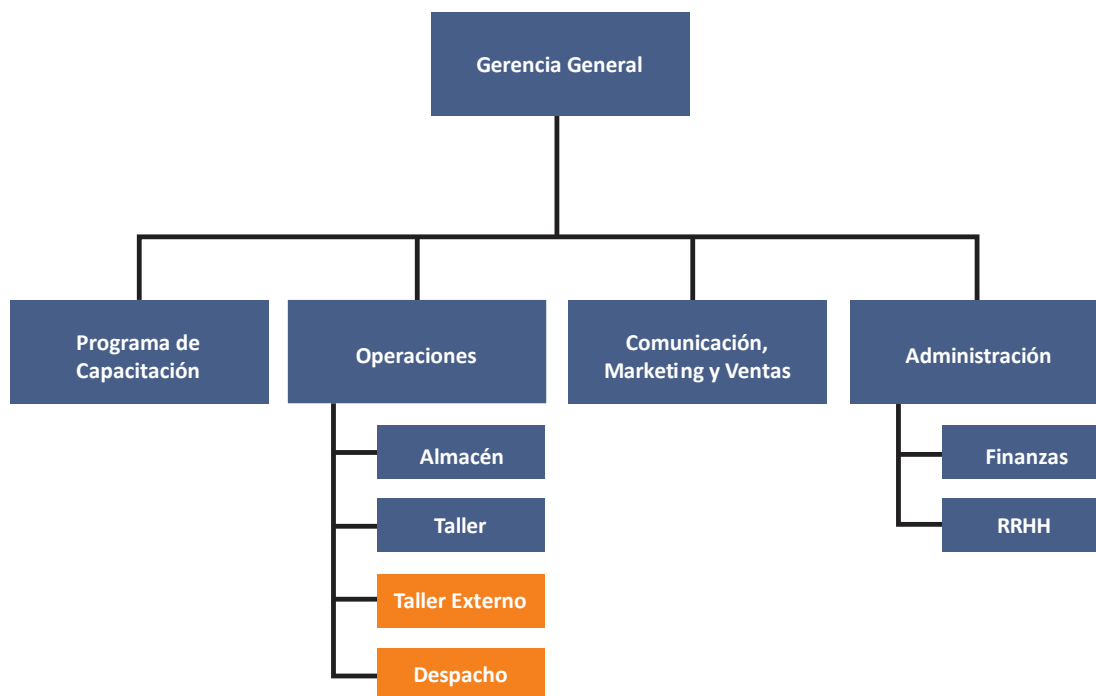 Gerencia General
Programa de
Capacitación
Operaciones
Comunicación,
Marketing y Ventas
Administración
Almacén
Taller
Taller Externo
Despacho
Finanzas
RRHH